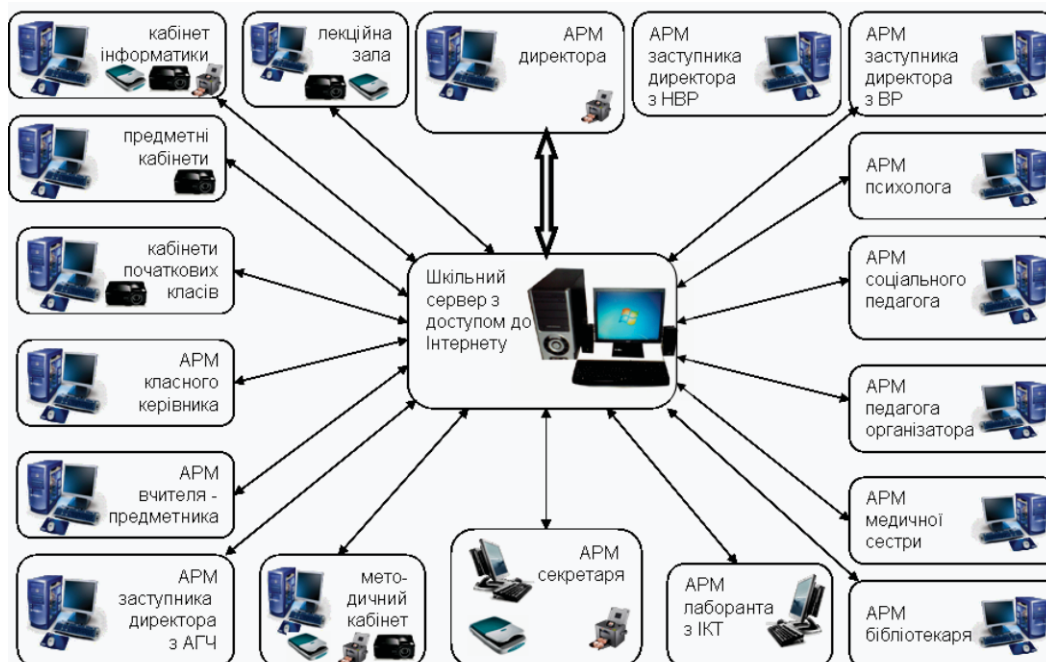 кабінет
інформатики
лекційна
зала
АРМ
директора
АРМ
заступника
директора
з НВР
АРМ
заступника
директора
з ВР
предметні
кабінети
АРМ
психолога
кабінети
початкових
класів
Шкільний
сервер з
доступом до
Інтернету
АРМ
соціального
педагога
АРМ
класного
керівника
АРМ
педагога
організатора
АРМ
вчителя -
предметника
АРМ
медичної
сестри
АРМ
заступника
директора
з АГЧ
мето-
дичний
кабінет
АРМ
секретаря
АРМ
лаборанта
з ІКТ
АРМ
бібліотекаря